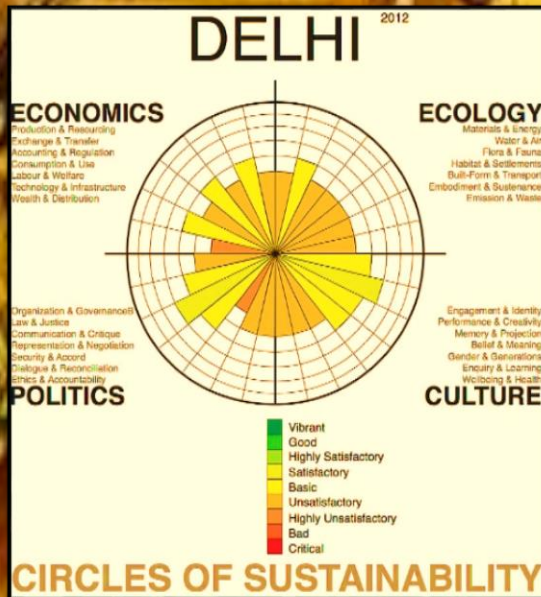 DELHI 2012
ECONOMICS
Production & Resourcing
Exchange & Transfer
Accounting & Regulation
Consumption & Use
Labour & Welfare
Technology & Infrastructure
Wealth & Distribution
ECOLOGY
Materials & Energy
Water & Air
Flora & Fauna
Habitat & Settlements
Built-Form & Transport
Embodiment & Sustenance
Emission & Waste
Organization & GovernanceB
Law & Justice
Communication & Critique
Representation & Negotiation
Security & Accord
Dialogue & Reconciliation
Ethics & Accountability
POLITICS
Engagement & Identity
Performance & Creativity
Memory & Projection
Belief & Meaning
Gender & Generations
Enquiry & Learning
Wellbeing & Health
CULTURE
Vibrant
Good
Highly Satisfactory
Satisfactory
Basic
Unsatisfactory
Highly Unsatisfactory
Bad
Critical
CIRCLES OF SUSTAINABILITY